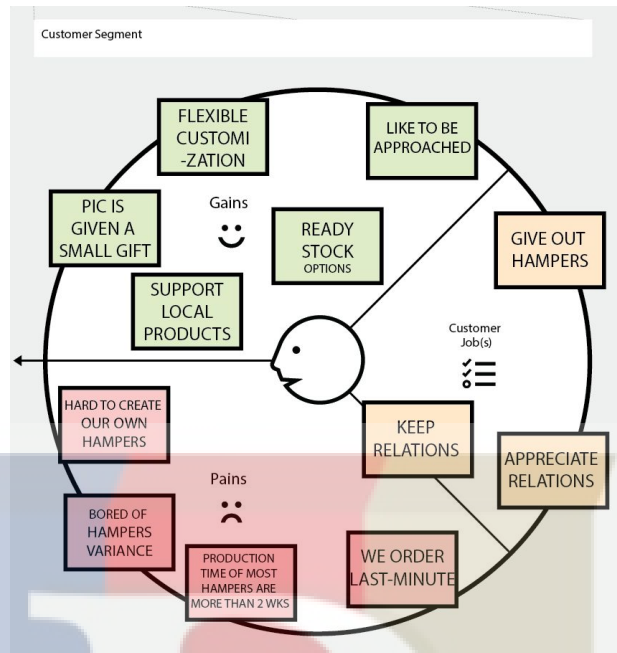 Customer Segment
FLEXIBLE
CUSTOMI
-ZATION
LIKE TO BE
APPROACHED
PIC IS
GIVEN A
SMALL GIFT
Gains
READY
STOCK
OPTIONS
GIVE OUT
HAMPERS
SUPPORT
LOCAL
PRODUCTS
Customer
Job(s)
HARD TO CREATE
OUR OWN
HAMPERS
KEEP
RELATIONS
APPRECIATE
RELATIONS
Pains
BORED OF
HAMPERS
VARIANCE
PRODUCTION
TIME OF MOST
HAMPERS ARE
MORE THAN 2 WKS
WE ORDER
LAST-MINUTE